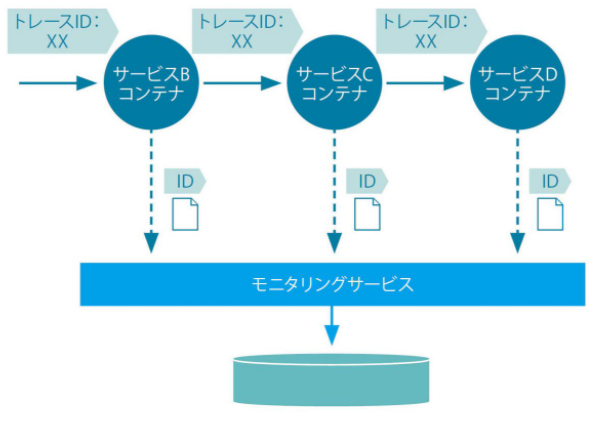 トレースID:
XX
トレースID:
XX
トレースID:
XX
サービスB
コンテナ
サービスC
コンテナ
サービスD
コンテナ
ID
ID
ID
モニタリングサービス